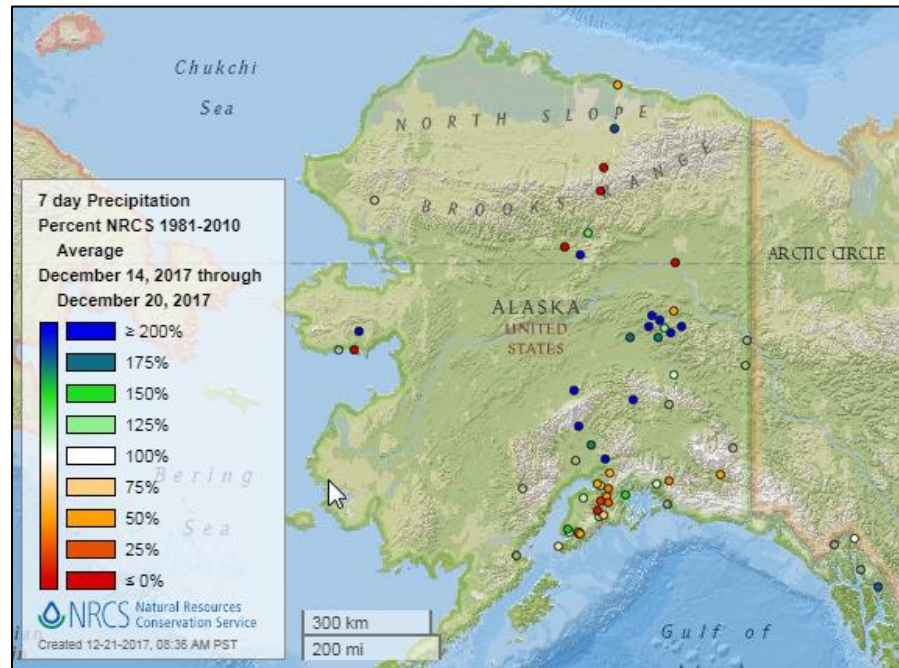 Chukchi
Sea
NORTH SLOPE
BROOKS RANGE
ARCTIC CIRCLE
ALASKA
UNITED
STATES
7 day Precipitation
Percent NRCS 1981-2010
Average
December 14, 2017 through
December 20, 2017
≥ 200%
175%
150%
125%
100%
75%
50%
25%
≤ 0%
Bering
Sea
NRCS Natural Resources
Conservation Service
Created 12-21-2017, 08:36 AM PST
300 km
200 mi
Gulf of